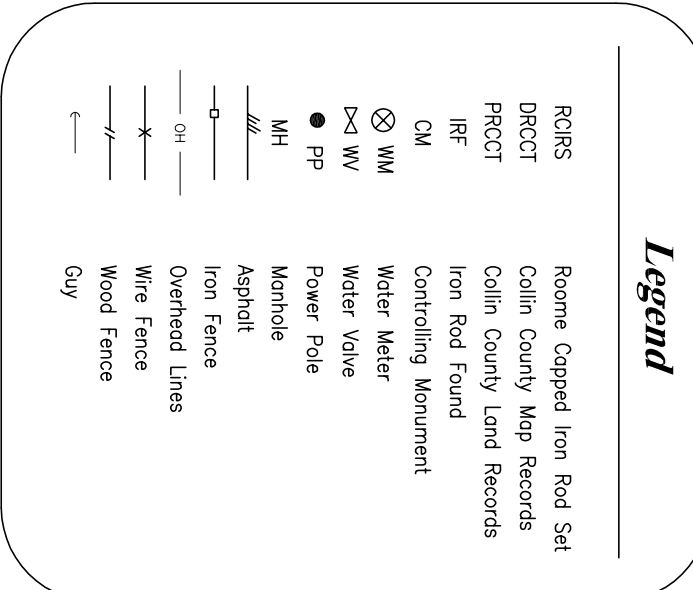 Legend
RCIRS Roome Capped Iron Rod Set
DRCCT Collin County Map Records
PRCCT Collin County Land Records
IRF Iron Rod Found
CM Controlling Monument
WM Water Meter
WV Water Valve
PP Power Pole
MH Manhole
Asphalt
Iron Fence
OH Overhead Lines
Wire Fence
Wood Fence
Guy